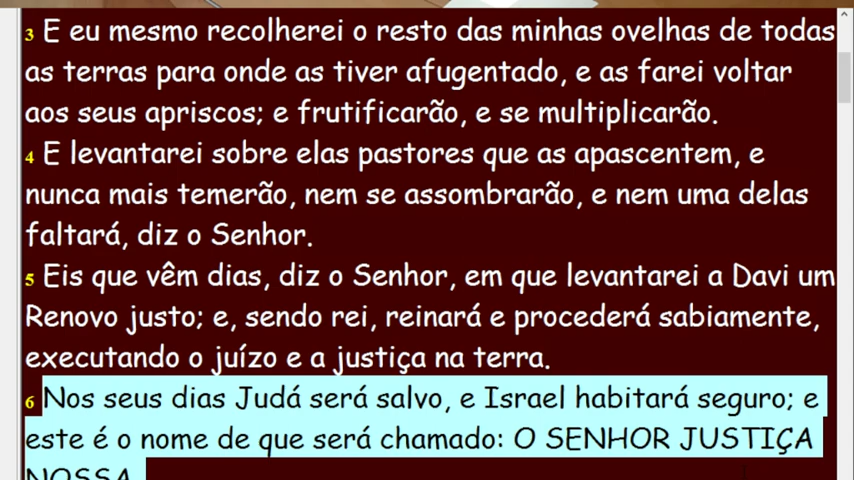 3 E eu mesmo recolherei o resto das minhas ovelhas de todas
as terras para onde as tiver afugentado, e as farei voltar
aos seus apriscos; e frutificarão, e se multiplicarão.
4 E levantarei sobre elas pastores que as apascentem, e
nunca mais temerão, nem se assombrarão, e nem uma delas
faltará, diz o Senhor.
5 Eis que vêm dias, diz o Senhor, em que levantarei a Davi um
Renovo justo; e, sendo rei, reinará e procederá sabiamente,
executando o juízo e a justiça na terra.
6 Nos seus dias Judá será salvo, e Israel habitará seguro; e
este é o nome de que será chamado: O SENHOR JUSTIÇA
NOSSA